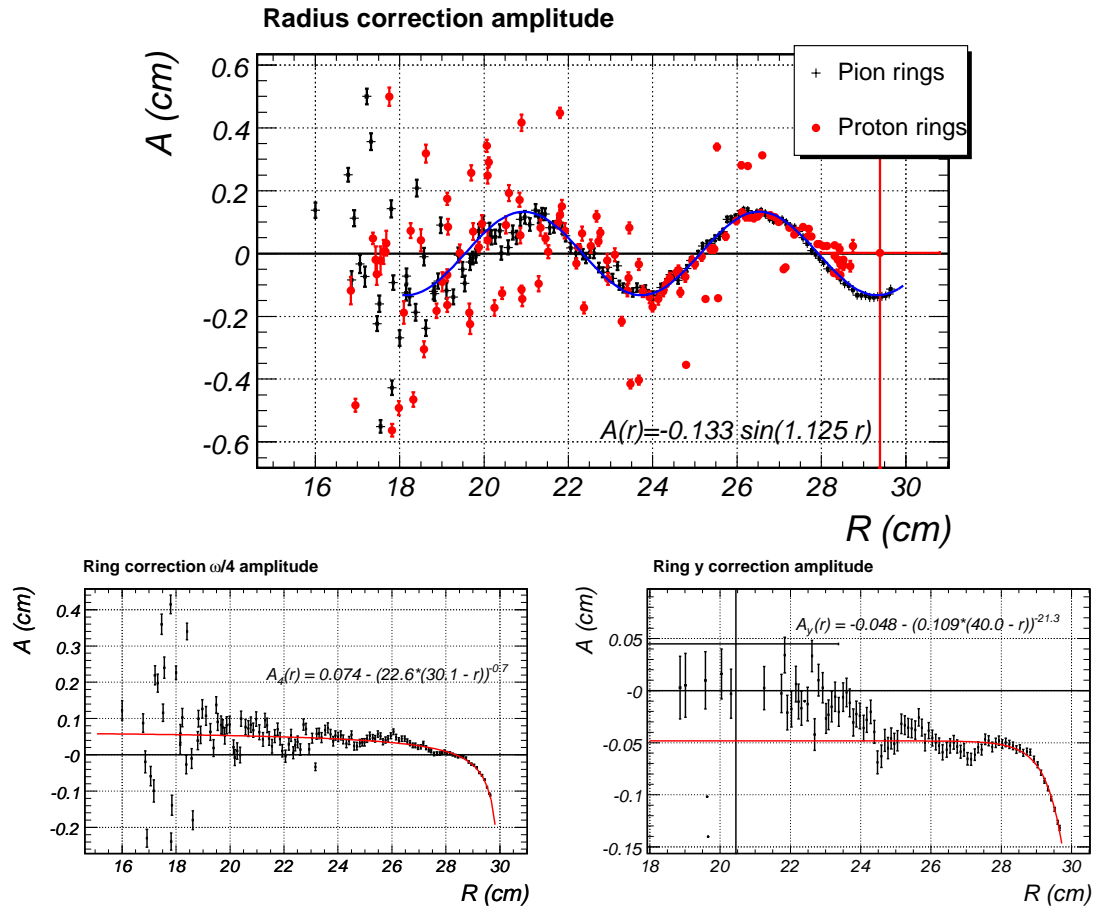 Radius correction amplitude
A (cm)
0.6
0.4
0.2
0
-0.2
-0.4
-0.6
Pion rings
Proton rings
A(r)=-0.133 sin(1.125 r)
16 18 20 22 24 26 28 30
R (cm)
Ring correction ω/4 amplitude
A (cm)
0.4
0.3
0.2
0.1
-0
-0.1
-0.2
A₄(r) = 0.074 - (22.6*(30.1 - r))⁻⁰·⁷
16 18 20 22 24 26 28 30
R (cm)
Ring y correction amplitude
A (cm)
0.05
-0
-0.05
-0.1
-0.15
A_y(r) = -0.048 - (0.109*(40.0 - r))⁻²¹·³
18 20 22 24 26 28 30
R (cm)